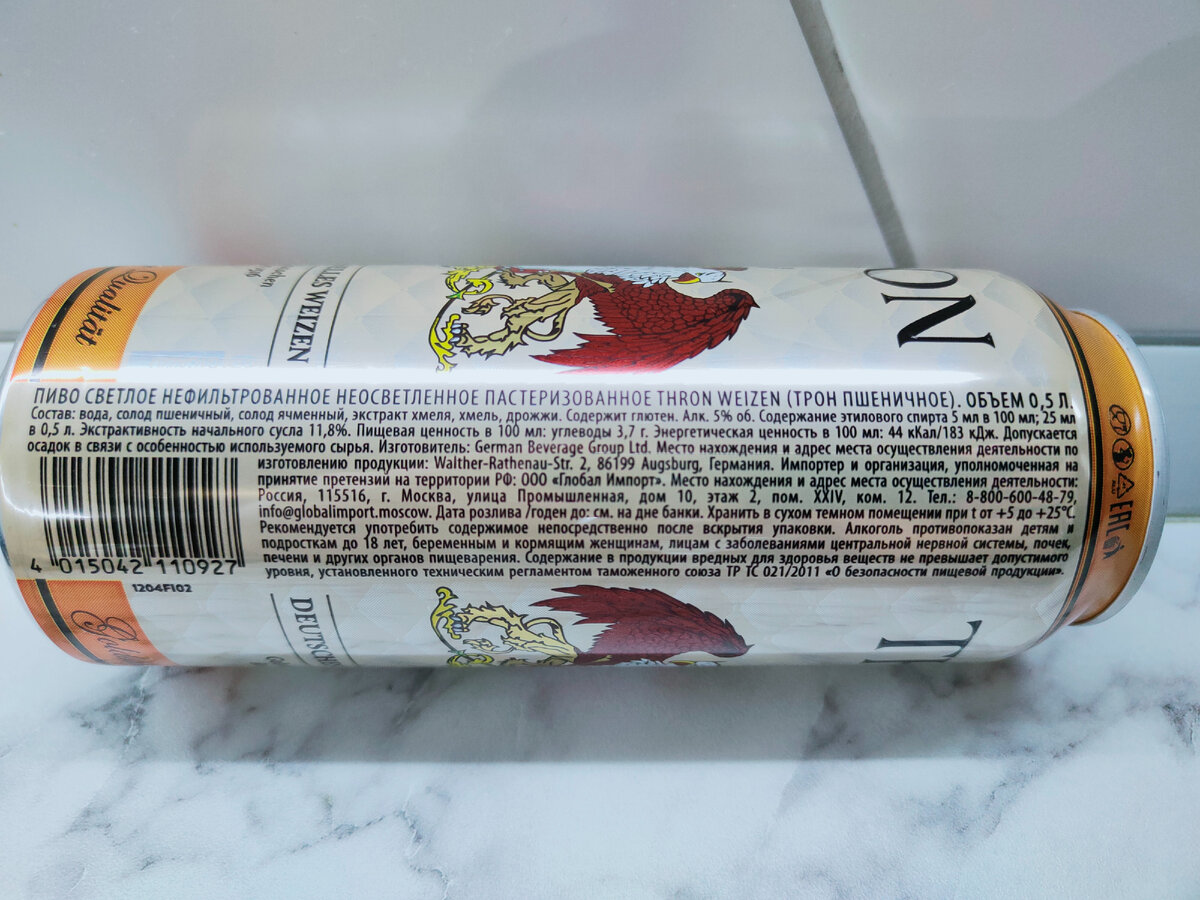 Qualität
LLES WEIZEN
ON
ПИВО СВЕТЛОЕ НЕФИЛЬТРОВАННОЕ НЕОСВЕТЛЕННОЕ ПАСТЕРИЗОВАННОЕ THRON WEIZEN (ТРОН ПШЕНИЧНОЕ). ОБЪЕМ 0,5 Л.
Состав: вода, солод пшеничный, солод ячменный, экстракт хмеля, хмель, дрожжи. Содержит глютен. Алк. 5% об. Содержание этилового спирта 5 мл в 100 мл; 25 мл
в 0,5 л. Экстрактивность начального сусла 11,8%. Пищевая ценность в 100 мл: углеводы 3,7 г. Энергетическая ценность в 100 мл: 44 кКал/183 кДж. Допускается
осадок в связи с особенностью используемого сырья. Изготовитель: German Beverage Group Ltd. Место нахождения и адрес места осуществления деятельности по
изготовлению продукции: Walther-Rathenau-Str. 2, 86199 Augsburg, Германия. Импортер и организация, уполномоченная на
принятие претензий на территории РФ: ООО «Глобал Импорт». Место нахождения и адрес места осуществления деятельности:
Россия, 115516, г. Москва, улица Промышленная, дом 10, этаж 2, пом. XXIV, ком. 12. Тел.: 8-800-600-48-79,
info@globalimport.moscow. Дата розлива /годен до: см. на дне банки. Хранить в сухом темном помещении при t от +5 до +25°С.
Рекомендуется употребить содержимое непосредственно после вскрытия упаковки. Алкоголь противопоказан детям и
подросткам до 18 лет, беременным и кормящим женщинам, лицам с заболеваниями центральной нервной системы, почек,
печени и других органов пищеварения. Содержание в продукции вредных для здоровья веществ не превышает допустимого
уровня, установленного техническим регламентом таможенного союза ТР ТС 021/2011 «О безопасности пищевой продукции».
4 015042 110927
1204FI02
EAC
DEUTSCH
T